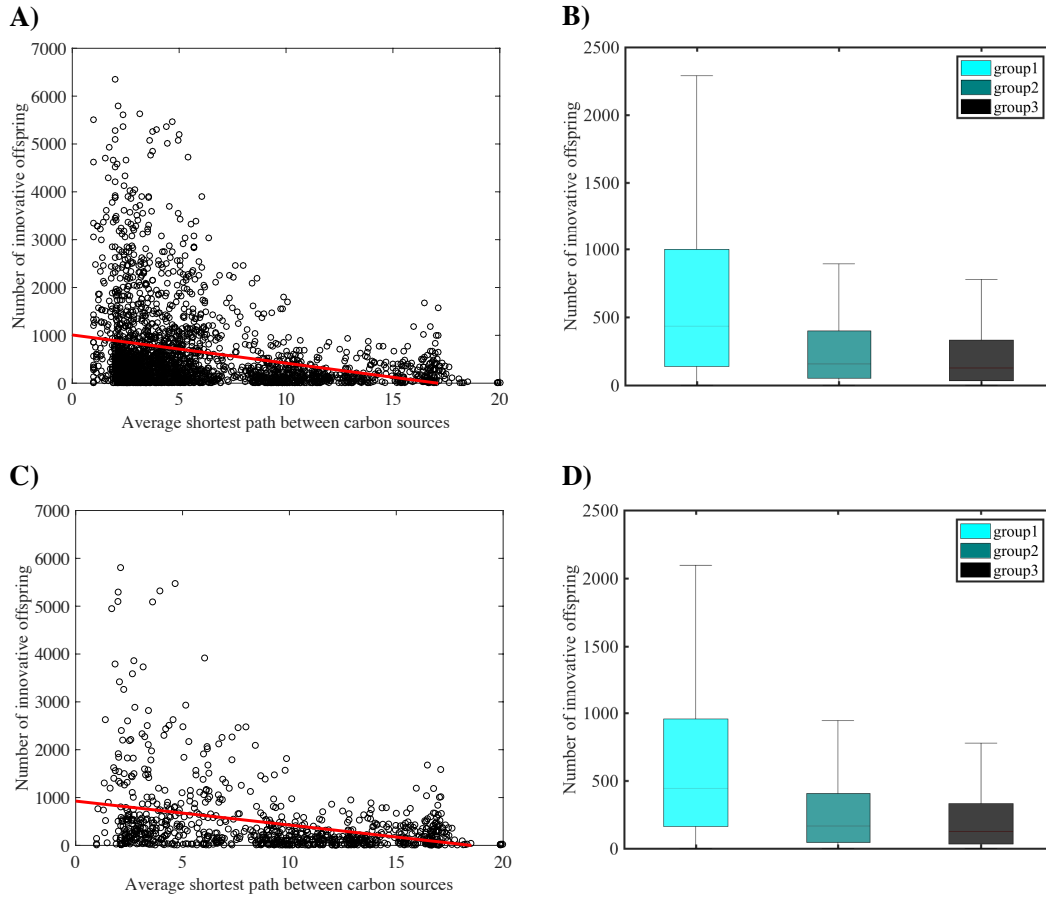 A)
7000
6000
5000
4000
3000
2000
1000
0
Number of innovative offspring
0 5 10 15 20
Average shortest path between carbon sources
B)
2500
2000
1500
1000
500
0
Number of innovative offspring
group1
group2
group3
C)
7000
6000
5000
4000
3000
2000
1000
0
Number of innovative offspring
0 5 10 15 20
Average shortest path between carbon sources
D)
2500
2000
1500
1000
500
0
Number of innovative offspring
group1
group2
group3